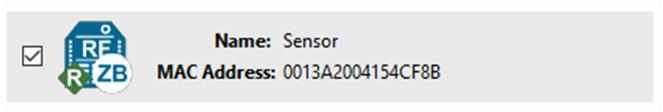 RF
R ZB
Name: Sensor
MAC Address: 0013A2004154CF8B